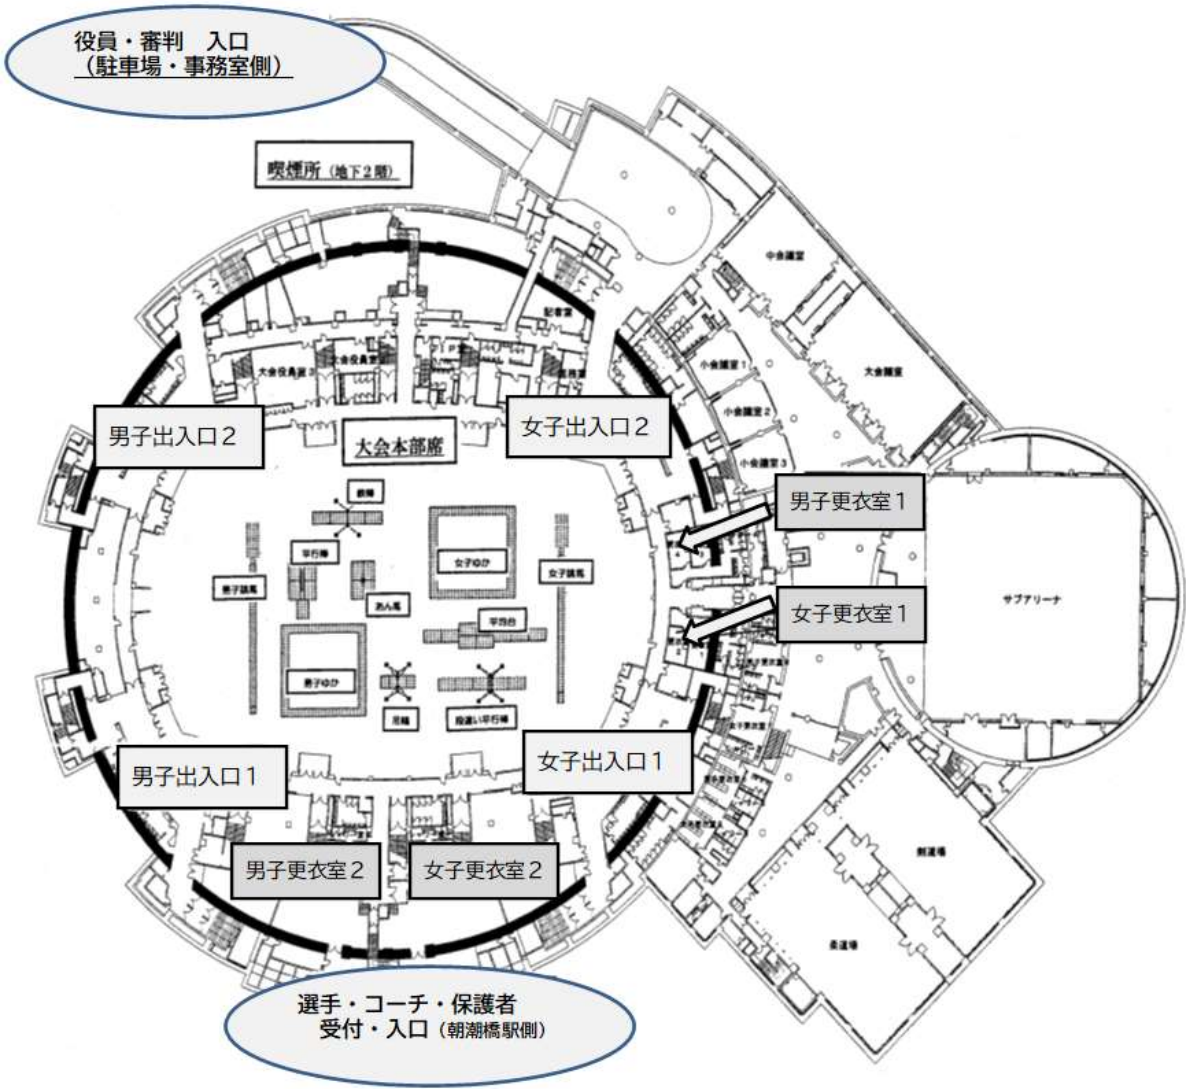 役員・審判　入口
（駐車場・事務室側）
喫煙所（地下２階）
中会議室
記者室
大会議室
小会議室１
小会議室２
小会議室３
大会役員室３
大会役員室
男子出入口２
大会本部席
女子出入口２
男子更衣室１
鉄棒
平行棒
女子ゆか
女子跳馬
男子跳馬
あん馬
平均台
女子更衣室１
サブアリーナ
男子ゆか
吊輪
段違い平行棒
男子出入口１
女子出入口１
男子更衣室２
女子更衣室２
剣道場
柔道場
選手・コーチ・保護者
受付・入口（朝潮橋駅側）